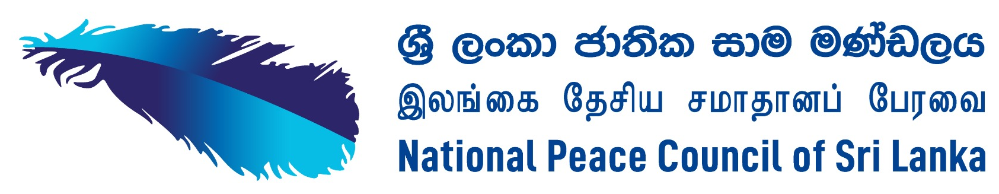 ශ්‍රී ලංකා ජාතික සාම මණ්ඩලය
இலங்கை தேசிய சமாதானப் பேரவை
National Peace Council of Sri Lanka